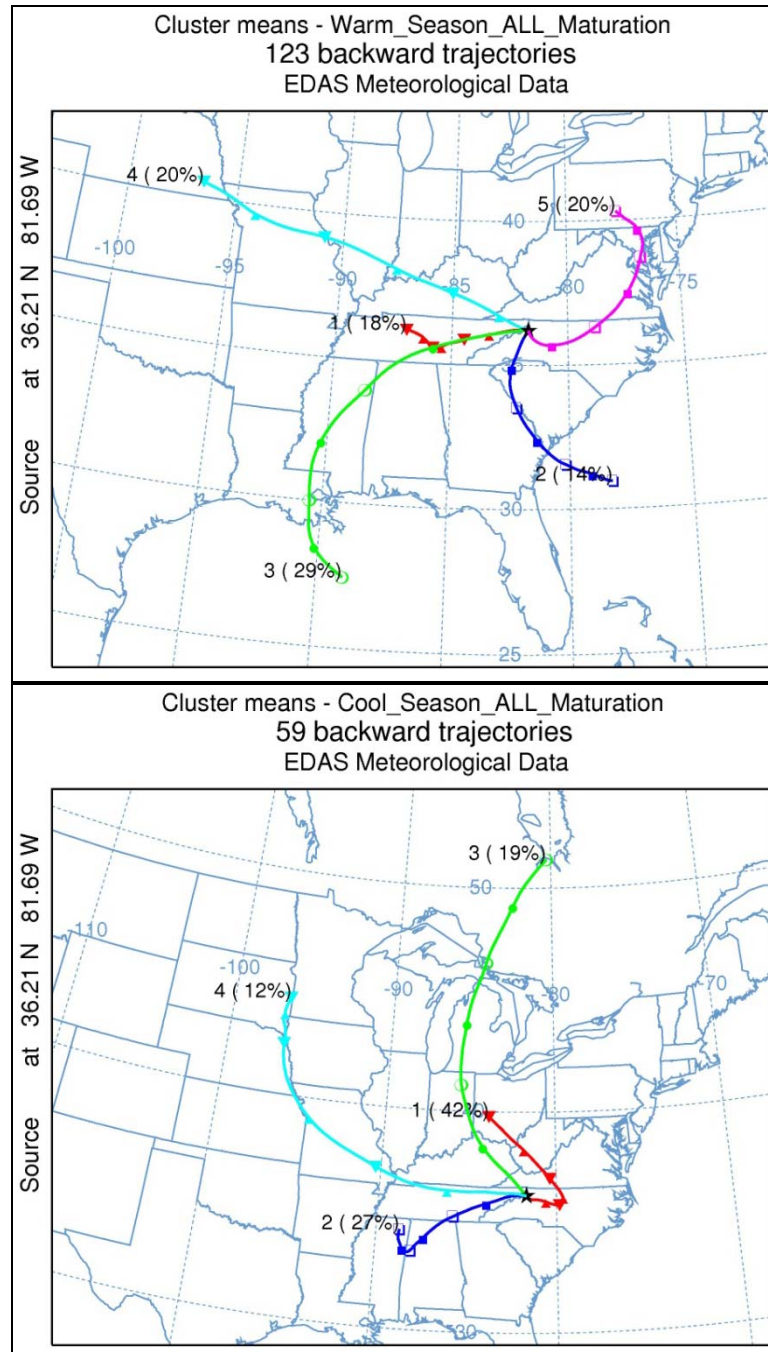 Cluster means - Warm_Season_ALL_Maturation
123 backward trajectories
EDAS Meteorological Data
Source at 36.21 N 81.69 W
4 ( 20%)
5 ( 20%)
40
-100
-95
-90
-85
-80
-75
1 ( 18%)
35
2 ( 14%)
30
3 ( 29%)
25
Cluster means - Cool_Season_ALL_Maturation
59 backward trajectories
EDAS Meteorological Data
Source at 36.21 N 81.69 W
3 ( 19%)
50
-110
-100
-90
-80
-70
4 ( 12%)
1 ( 42%)
2 ( 27%)
30